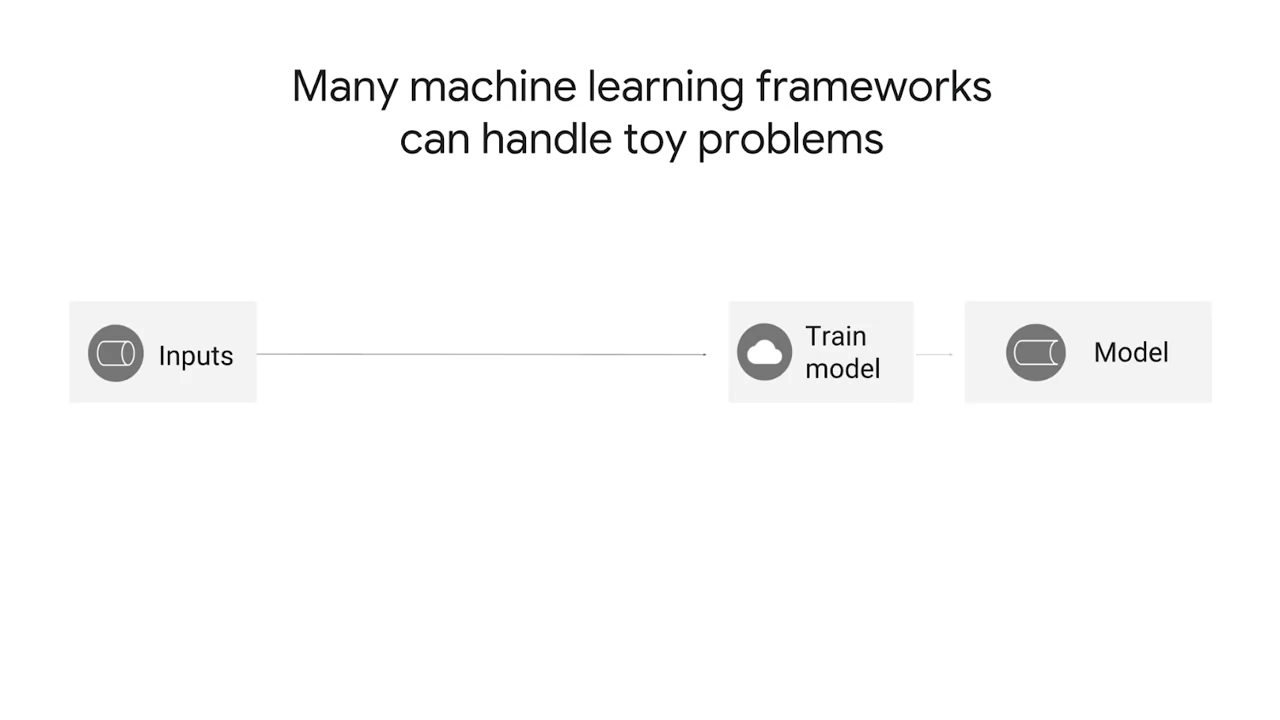 Many machine learning frameworks
can handle toy problems
Inputs
Train
model
Model